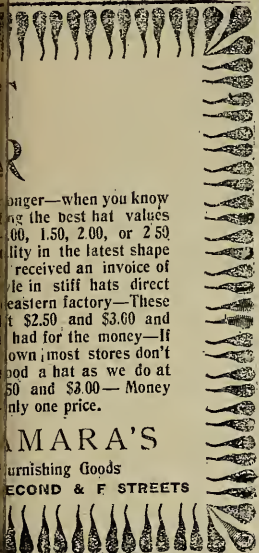 R
onger—when you know
ng the best hat values
.00, 1.50, 2.00, or 2 50
lity in the latest shape
received an invoice of
le in stiff hats direct
eastern factory—These
t $2.50 and $3.00 and
had for the money—If
own most stores don't
ood a hat as we do at
50 and $3.00— Money
nly one price.
AMARA'S
urnishing Goods
ECOND & F STREETS